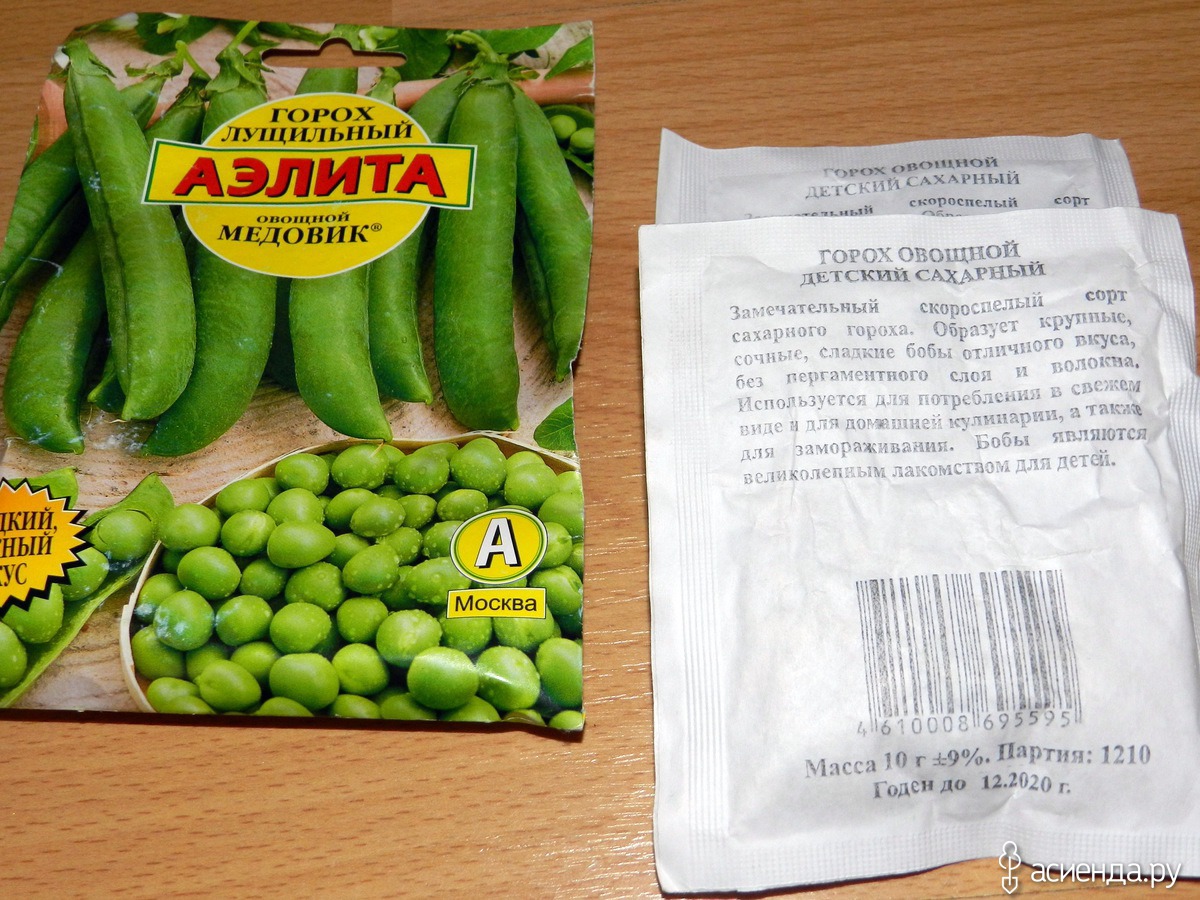 ГОРОХ
ЛУЩИЛЬНЫЙ
АЭЛИТА
ОВОЩНОЙ
МЕДОВИК®
А
Москва
ГОРОХ ОВОЩНОЙ
ДЕТСКИЙ САХАРНЫЙ
Замечательный скороспелый сорт
ГОРОХ ОВОЩНОЙ
ДЕТСКИЙ САХАРНЫЙ
Замечательный скороспелый сорт
сахарного гороха. Образует крупные,
сочные, сладкие бобы отличного вкуса,
без пергаментного слоя и волокна.
Используется для потребления в свежем
виде и для домашней кулинарии, а также
для замораживания. Бобы являются
великолепным лакомством для детей.
4 610008 695595
Масса 10 г ±9%. Партия: 1210
Годен до 12.2020 г.
асиенда.ру